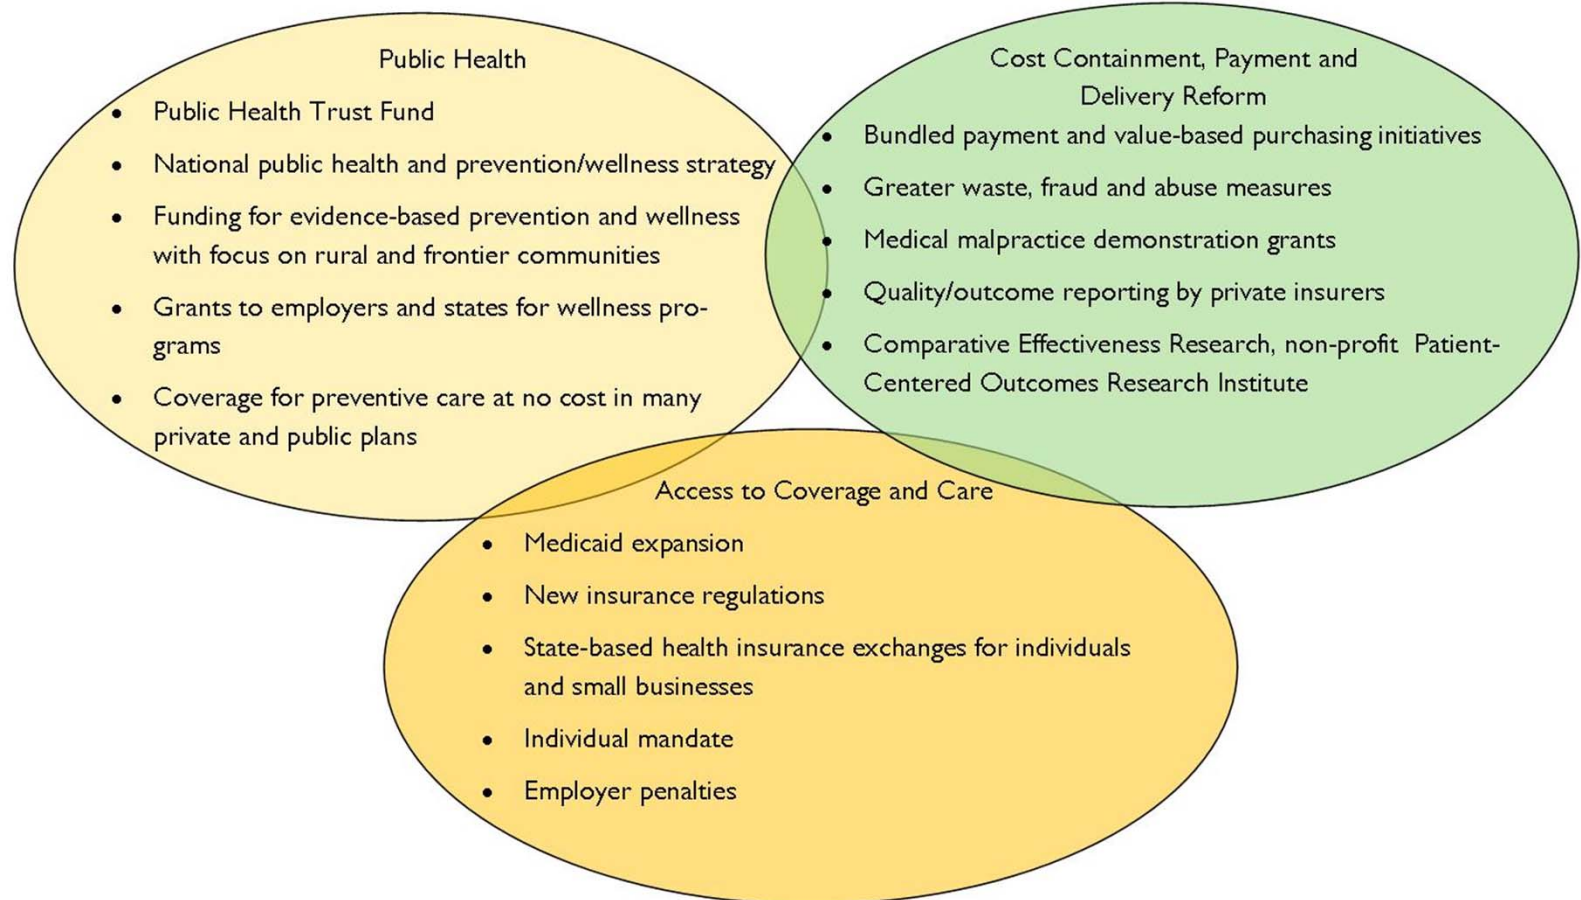 Public Health
• Public Health Trust Fund
• National public health and prevention/wellness strategy
• Funding for evidence-based prevention and wellness
with focus on rural and frontier communities
• Grants to employers and states for wellness pro-
grams
• Coverage for preventive care at no cost in many
private and public plans
Cost Containment, Payment and
Delivery Reform
• Bundled payment and value-based purchasing initiatives
• Greater waste, fraud and abuse measures
• Medical malpractice demonstration grants
• Quality/outcome reporting by private insurers
• Comparative Effectiveness Research, non-profit Patient-
Centered Outcomes Research Institute
Access to Coverage and Care
• Medicaid expansion
• New insurance regulations
• State-based health insurance exchanges for individuals
and small businesses
• Individual mandate
• Employer penalties